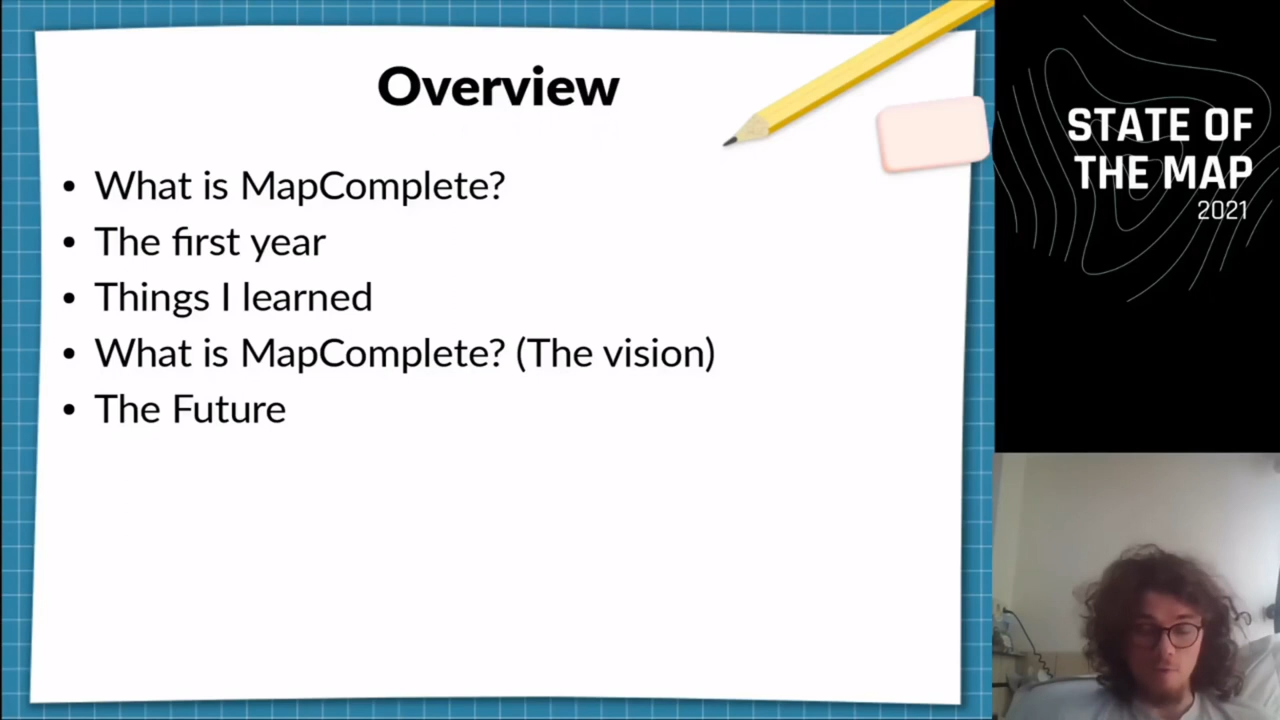 Overview
• What is MapComplete?
• The first year
• Things I learned
• What is MapComplete? (The vision)
• The Future
STATE OF
THE MAP
2021